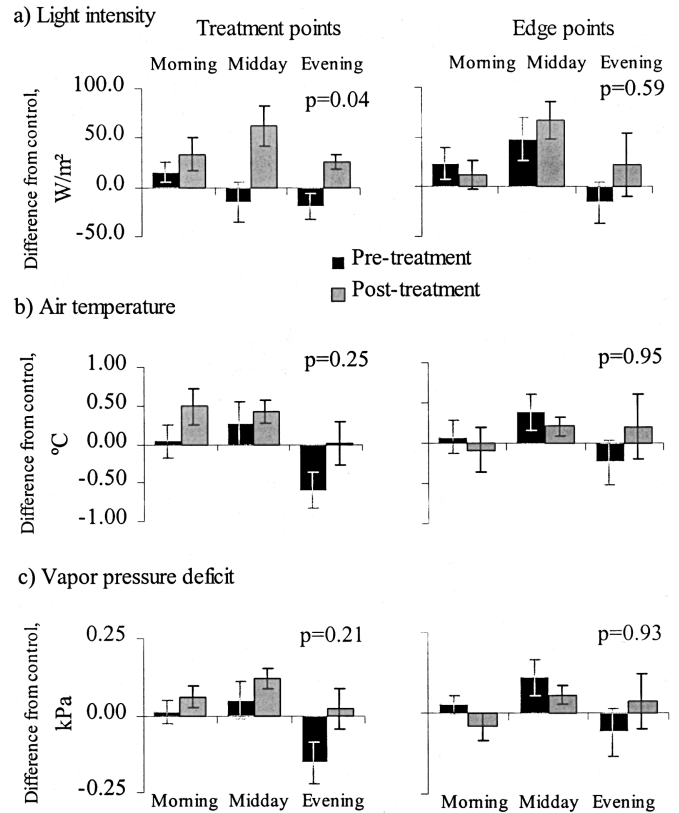 a) Light intensity
Treatment points
Edge points
Morning Midday Evening
Morning Midday Evening
p=0.04
p=0.59
Difference from control,
W/m²
100.0
50.0
0.0
-50.0
Pre-treatment
Post-treatment
b) Air temperature
p=0.25
p=0.95
Difference from control,
ºC
1.00
0.50
0.00
-0.50
-1.00
c) Vapor pressure deficit
p=0.21
p=0.93
Difference from control,
kPa
0.25
0.00
-0.25
Morning Midday Evening
Morning Midday Evening